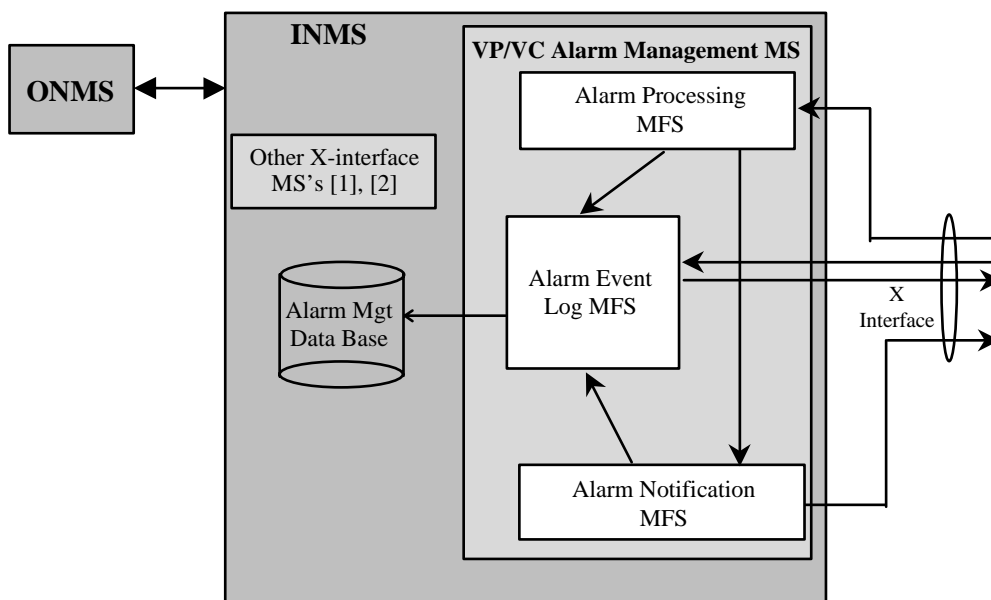 INMS
VP/VC Alarm Management MS
ONMS
Alarm Processing
MFS
Other X-interface
MS’s [1], [2]
Alarm Event
Log MFS
Alarm Mgt
Data Base
X
Interface
Alarm Notification
MFS